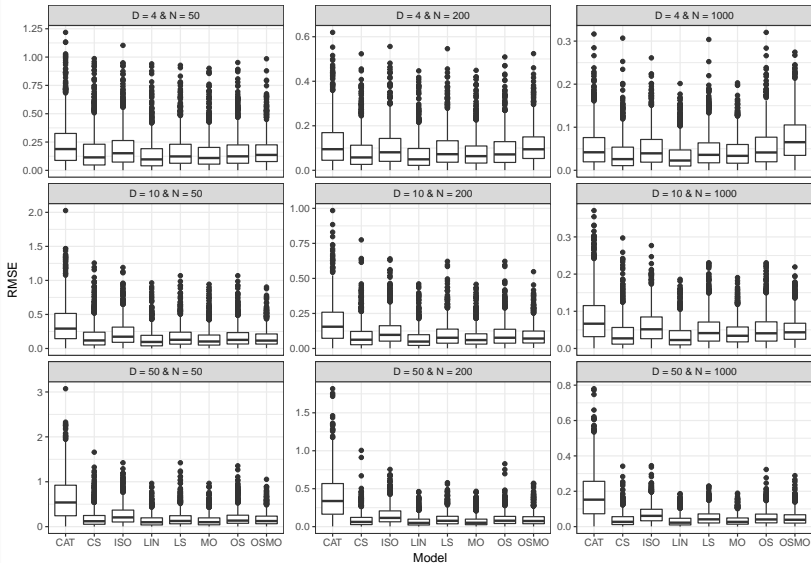 D = 4 & N = 50
D = 4 & N = 200
D = 4 & N = 1000
1.25
1.00
0.75
0.50
0.25
0.00
0.6
0.4
0.2
0.0
0.3
0.2
0.1
0.0
D = 10 & N = 50
D = 10 & N = 200
D = 10 & N = 1000
2.0
1.5
1.0
0.5
0.0
1.00
0.75
0.50
0.25
0.00
0.3
0.2
0.1
0.0
RMSE
D = 50 & N = 50
D = 50 & N = 200
D = 50 & N = 1000
3
2
1
0
1.5
1.0
0.5
0.0
0.8
0.6
0.4
0.2
0.0
CAT CS ISO LIN LS MO OS OSMO
CAT CS ISO LIN LS MO OS OSMO
CAT CS ISO LIN LS MO OS OSMO
Model